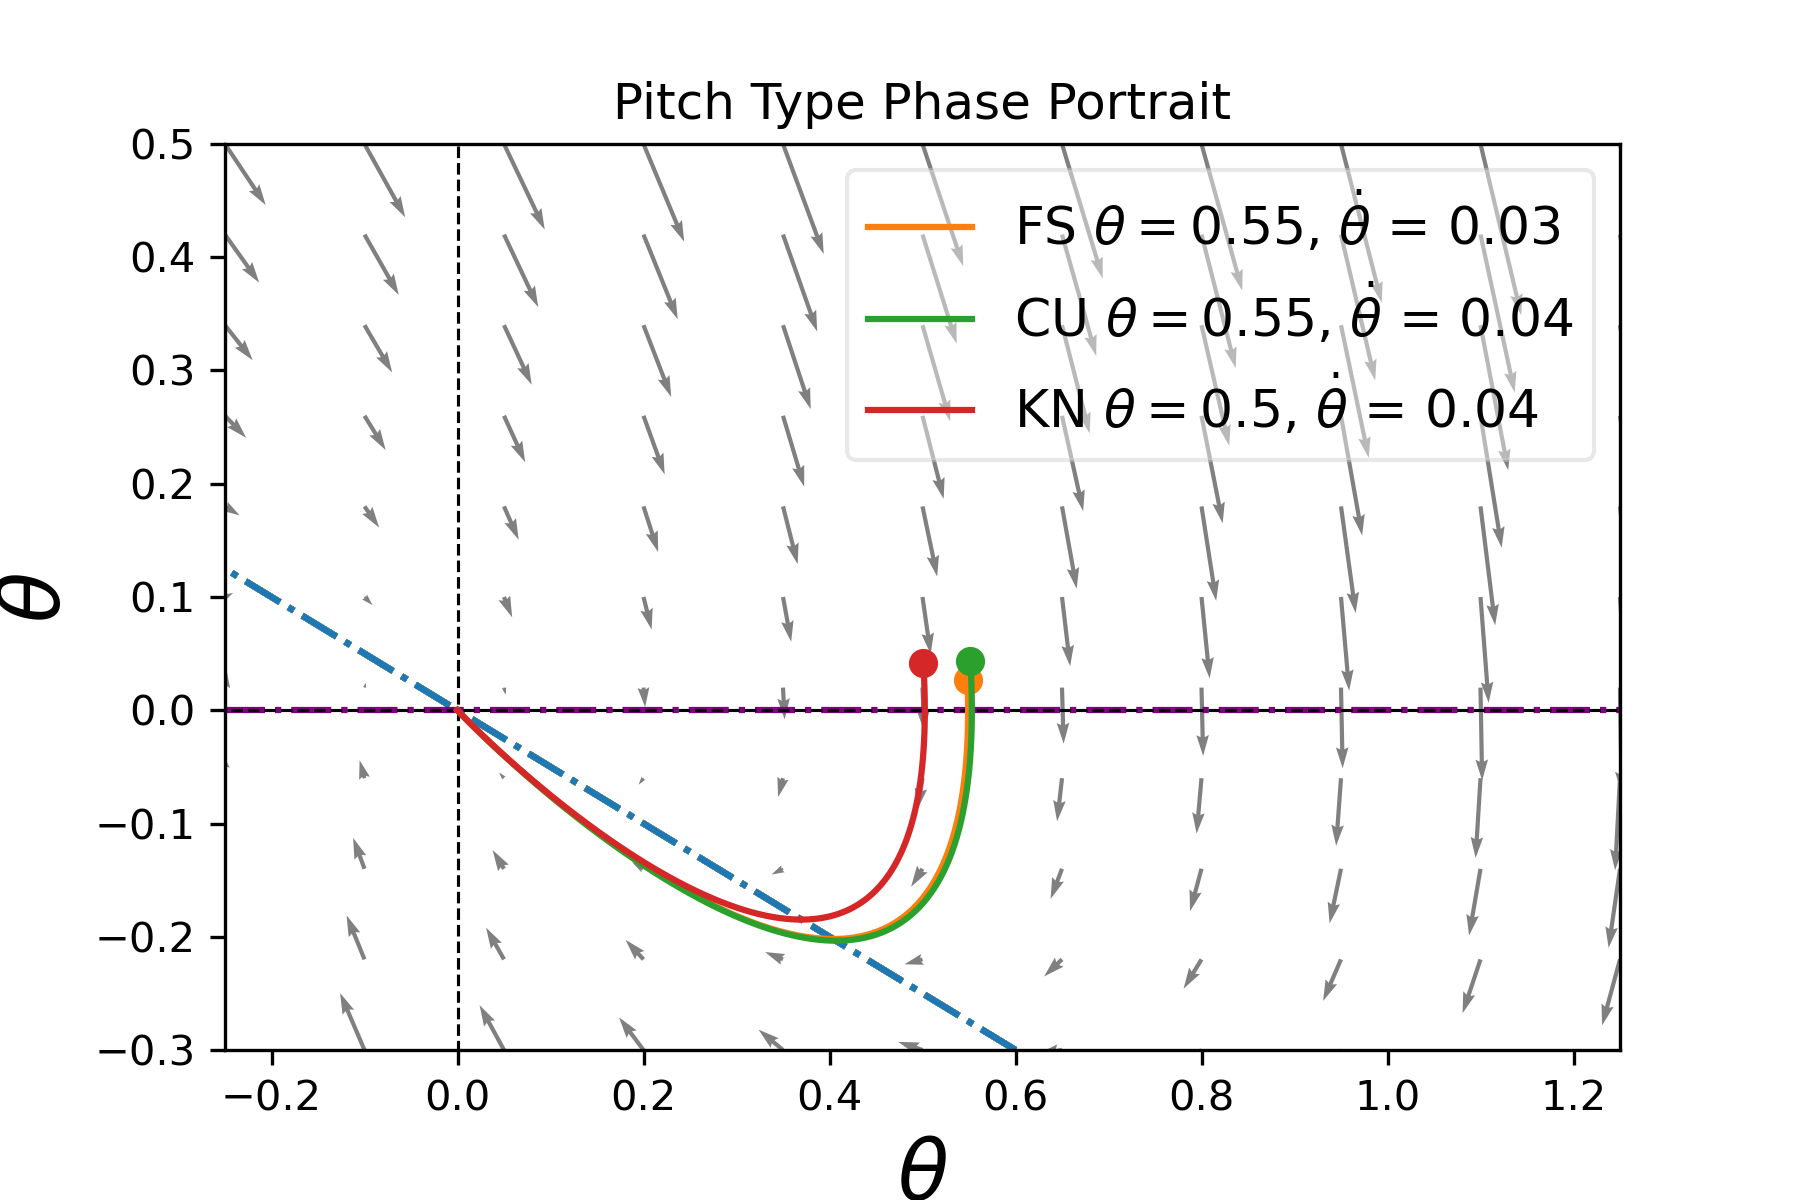 Pitch Type Phase Portrait
0.5
0.4
0.3
0.2
0.1
0.0
−0.1
−0.2
−0.3
θ
FS θ = 0.55, θ̇ = 0.03
CU θ = 0.55, θ̇ = 0.04
KN θ = 0.5, θ̇ = 0.04
−0.2 0.0 0.2 0.4 0.6 0.8 1.0 1.2
θ